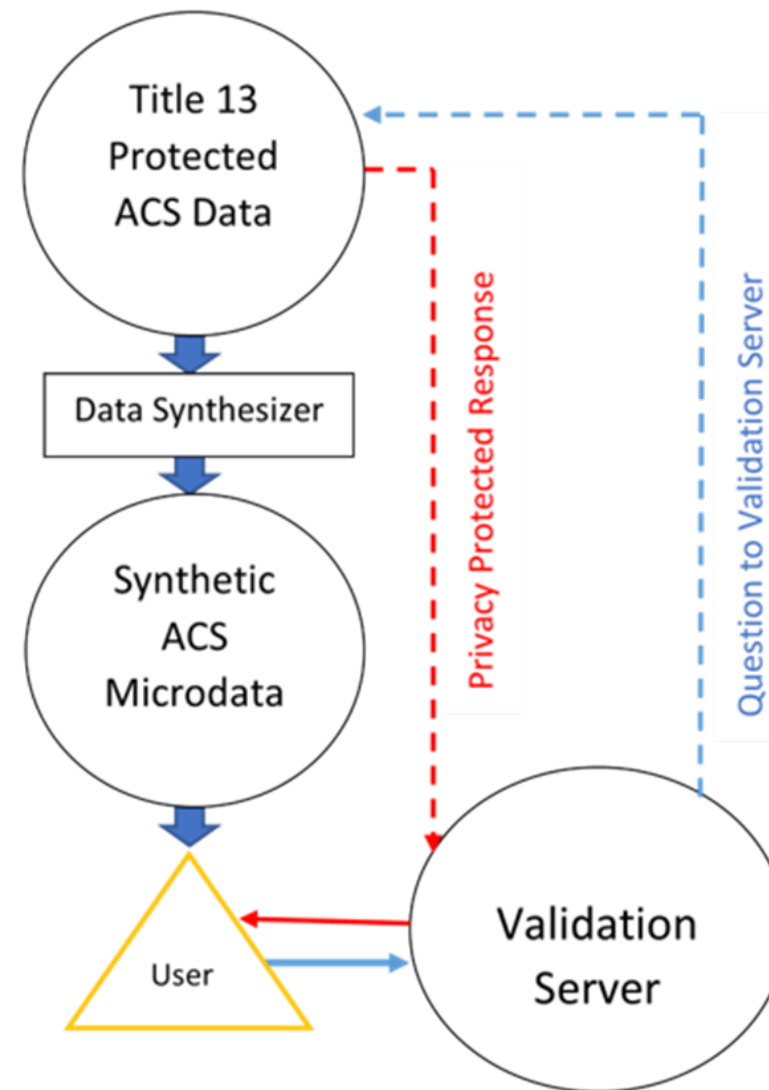 Title 13
Protected
ACS Data
Data Synthesizer
Synthetic
ACS
Microdata
User
Privacy Protected Response
Question to Validation Server
Validation
Server